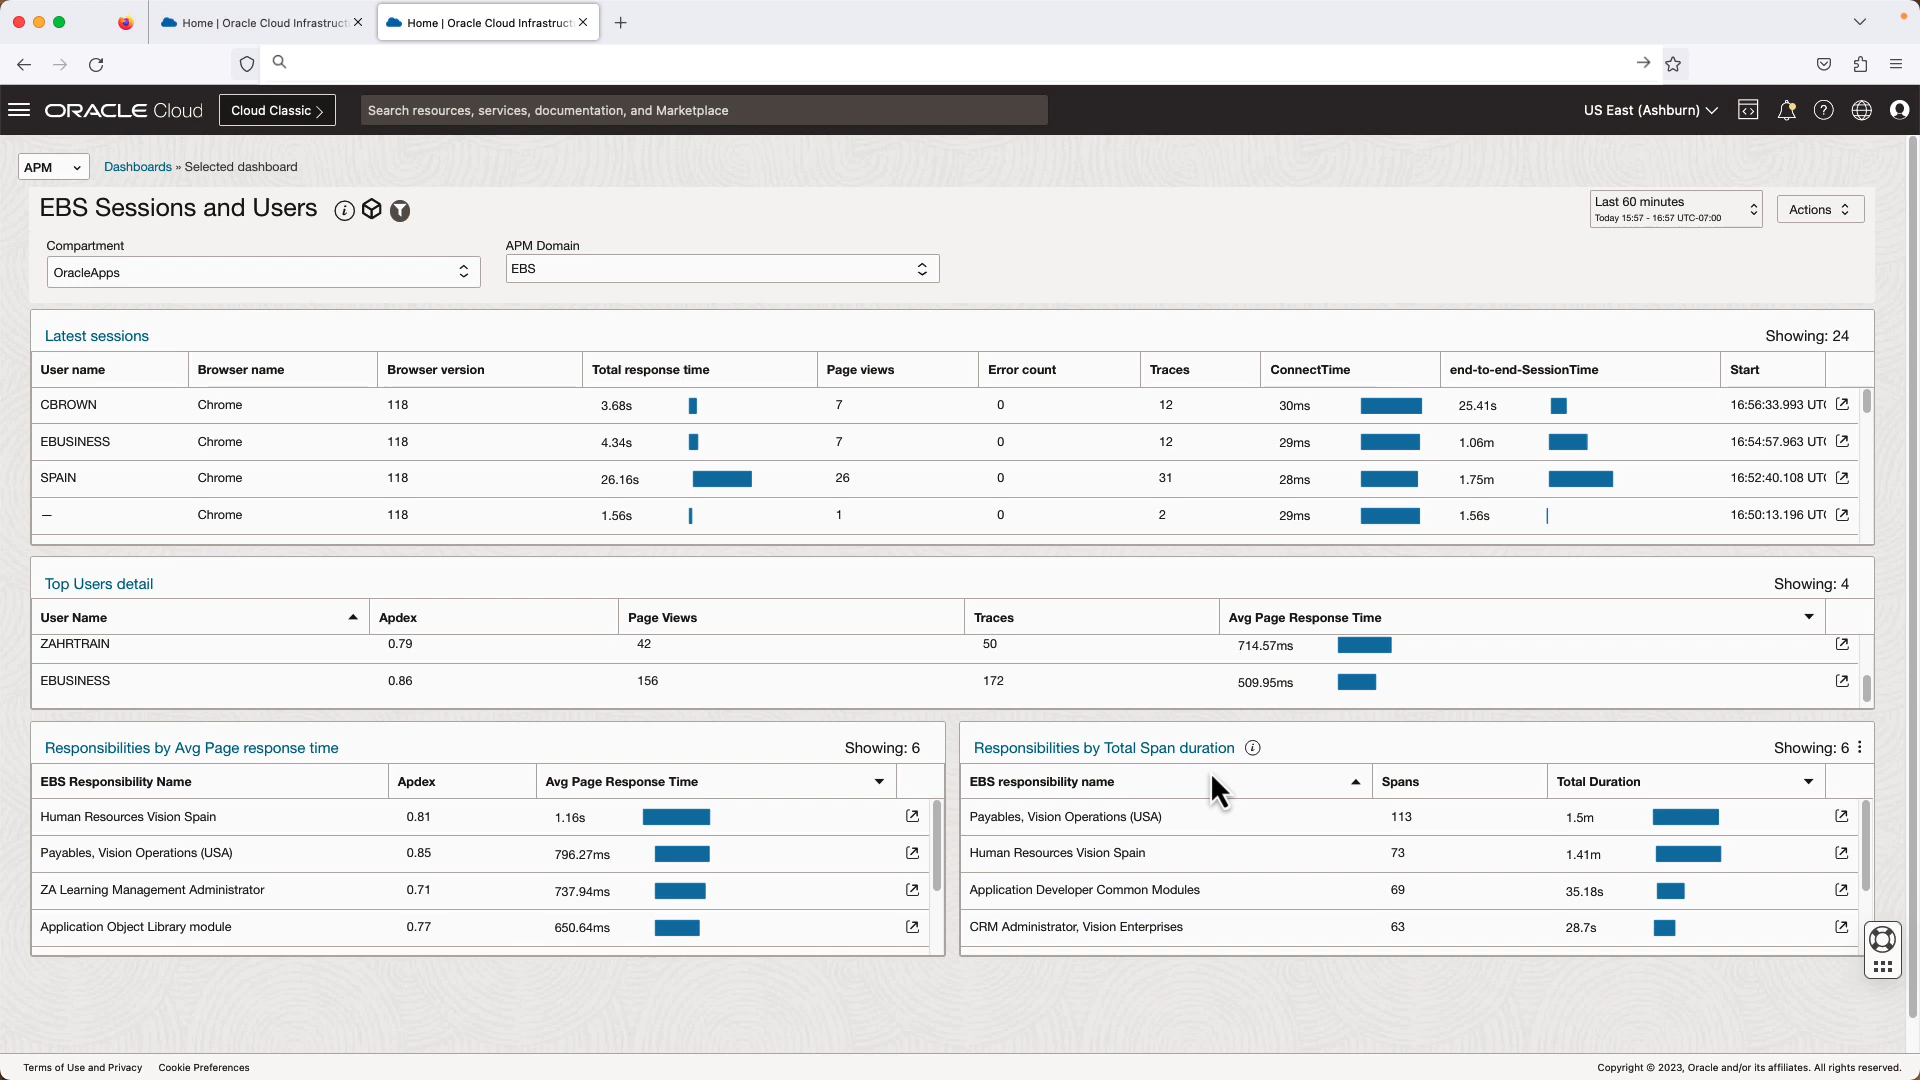 Home | Oracle Cloud Infrastruct
Home | Oracle Cloud Infrastruct
ORACLE Cloud
Cloud Classic
Search resources, services, documentation, and Marketplace
US East (Ashburn)
APM
Dashboards » Selected dashboard
EBS Sessions and Users
Last 60 minutes
Today 15:57 - 16:57 UTC-07:00
Actions
Compartment
OracleApps
APM Domain
EBS
Latest sessions
Showing: 24
User name Browser name Browser version Total response time Page views Error count Traces ConnectTime end-to-end-SessionTime Start
CBROWN Chrome 118 3.68s 7 0 12 30ms 25.41s 16:56:33.993 UTC
EBUSINESS Chrome 118 4.34s 7 0 12 29ms 1.06m 16:54:57.963 UTC
SPAIN Chrome 118 26.16s 26 0 31 28ms 1.75m 16:52:40.108 UTC
— Chrome 118 1.56s 1 0 2 29ms 1.56s 16:50:13.196 UTC
Top Users detail
Showing: 4
User Name Apdex Page Views Traces Avg Page Response Time
ZAHRTRAIN 0.79 42 50 714.57ms
EBUSINESS 0.86 156 172 509.95ms
Responsibilities by Avg Page response time
Showing: 6
EBS Responsibility Name Apdex Avg Page Response Time
Human Resources Vision Spain 0.81 1.16s
Payables, Vision Operations (USA) 0.85 796.27ms
ZA Learning Management Administrator 0.71 737.94ms
Application Object Library module 0.77 650.64ms
Responsibilities by Total Span duration
Showing: 6
EBS responsibility name Spans Total Duration
Payables, Vision Operations (USA) 113 1.5m
Human Resources Vision Spain 73 1.41m
Application Developer Common Modules 69 35.18s
CRM Administrator, Vision Enterprises 63 28.7s
Terms of Use and Privacy Cookie Preferences
Copyright © 2023, Oracle and/or its affiliates. All rights reserved.